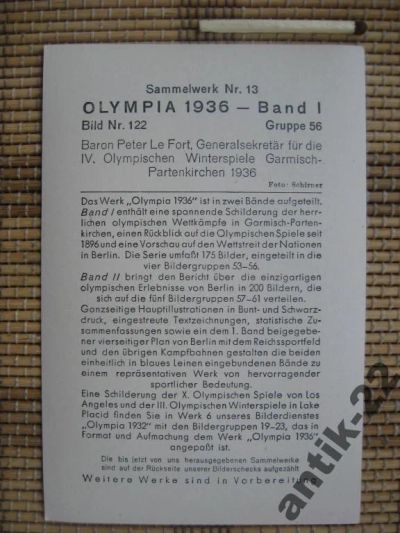 Sammelwerk Nr. 13
OLYMPIA 1936 — Band I
Bild Nr. 122 Gruppe 56
Baron Peter Le Fort, Generalsekretär für die
IV. Olympischen Winterspiele Garmisch-
Partenkirchen 1936
Foto: Schirner
Das Werk „Olympia 1936" ist in zwei Bände aufgeteilt.
Band I enthält eine spannende Schilderung der herr-
lichen olympischen Wettkämpfe in Garmisch-Parten-
kirchen, einen Rückblick auf die Olympischen Spiele seit
1896 und eine Vorschau auf den Wettstreit der Nationen
in Berlin. Die Serie umfaßt 175 Bilder, eingeteilt in die
vier Bildergruppen 53–56.
Band II bringt den Bericht über die einzigartigen
olympischen Erlebnisse von Berlin in 200 Bildern, die
sich auf die fünf Bildergruppen 57–61 verteilen.
Ganzseitige Hauptillustrationen in Bunt- und Schwarz-
druck, eingestreute Textzeichnungen, statistische Zu-
sammenfassungen sowie ein dem 1. Band beigegebe-
ner vierseitiger Plan von Berlin mit dem Reichssportfeld
und den übrigen Kampfbahnen gestalten die beiden
einheitlich in blaues Leinen eingebundenen Bände zu
einem repräsentativen Werk von hervorragender
sportlicher Bedeutung.
Eine Schilderung der X. Olympischen Spiele von Los
Angeles und der III. Olympischen Winterspiele in Lake
Placid finden Sie in Werk 6 unseres Bilderdienstes
„Olympia 1932" mit den Bildergruppen 19–23, das in
Format und Aufmachung dem Werk „Olympia 1936"
angepaßt ist.
Die bis jetzt von uns herausgegebenen Sammelwerke
sind auf der Rückseite unserer Bilderschecks aufgezählt
Weitere Werke sind in Vorbereitung.
antik-22